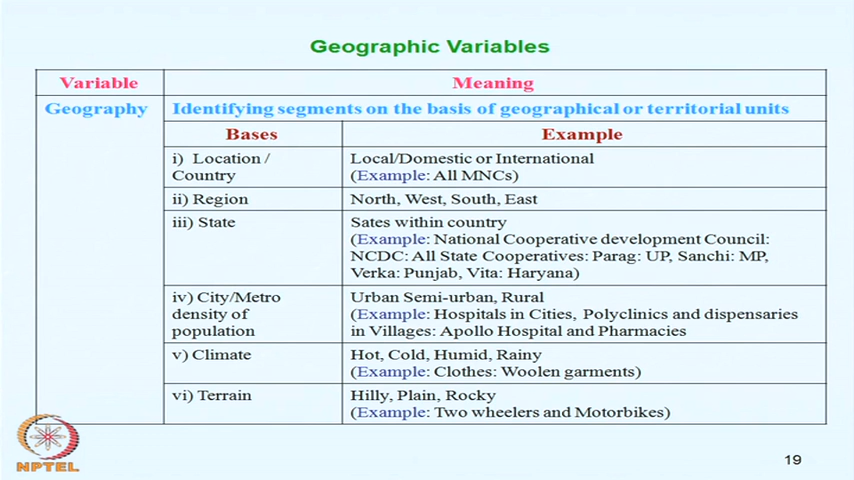 Geographic Variables
Variable Meaning
Geography Identifying segments on the basis of geographical or territorial units
Bases Example
i) Location / Country Local/Domestic or International
(Example: All MNCs)
ii) Region North, West, South, East
iii) State Sates within country
(Example: National Cooperative development Council:
NCDC: All State Cooperatives: Parag: UP, Sanchi: MP,
Verka: Punjab, Vita: Haryana)
iv) City/Metro density of population Urban Semi-urban, Rural
(Example: Hospitals in Cities, Polyclinics and dispensaries
in Villages: Apollo Hospital and Pharmacies
v) Climate Hot, Cold, Humid, Rainy
(Example: Clothes: Woolen garments)
vi) Terrain Hilly, Plain, Rocky
(Example: Two wheelers and Motorbikes)
NPTEL
19